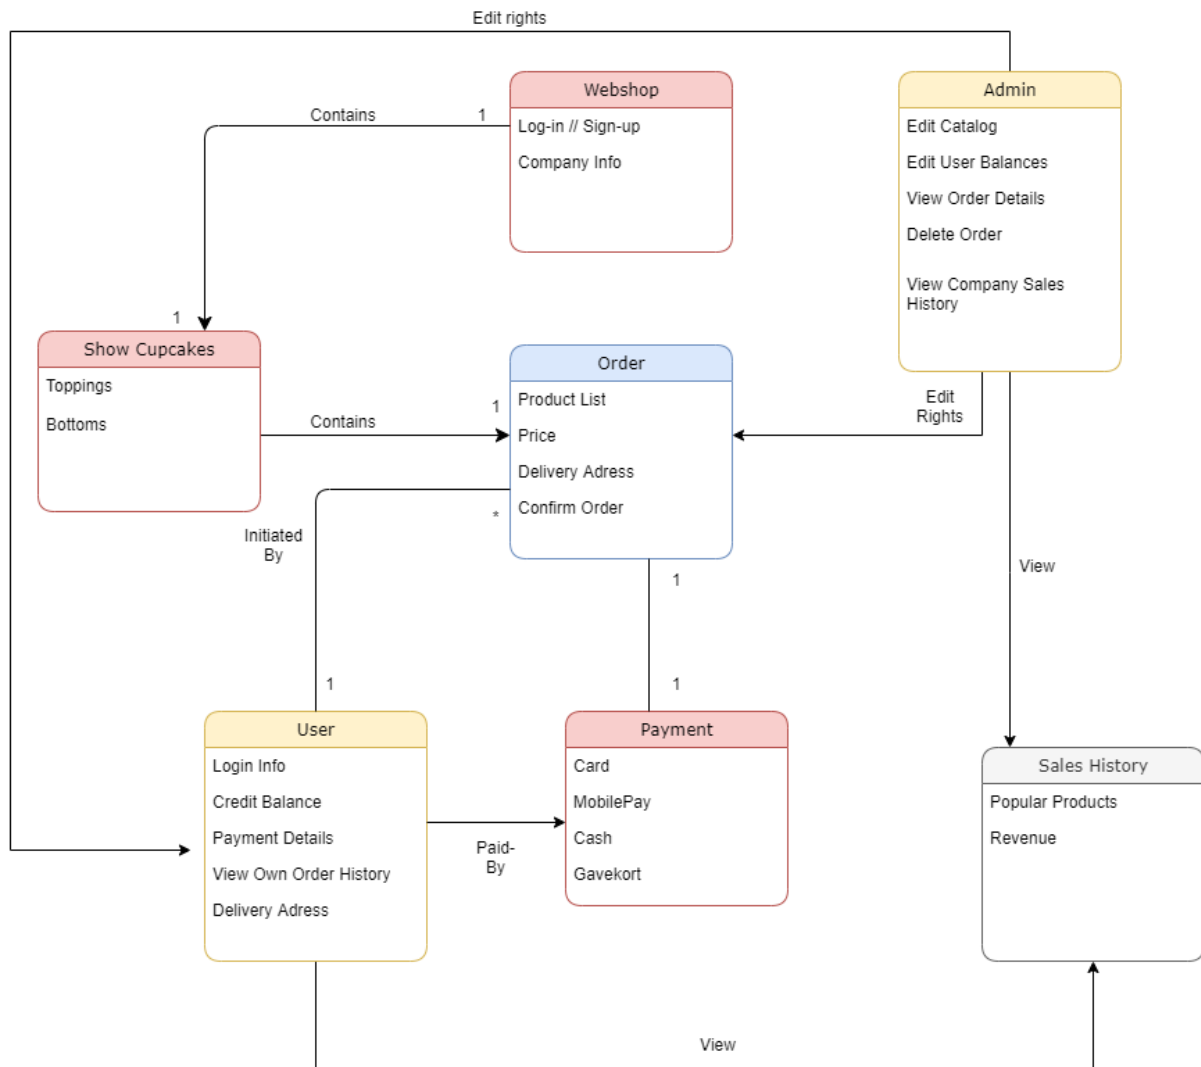 Edit rights
Webshop
Log-in // Sign-up
Company Info
Admin
Edit Catalog
Edit User Balances
View Order Details
Delete Order
View Company Sales
History
Contains
1
1
Show Cupcakes
Toppings
Bottoms
Contains
1
Order
Product List
Price
Delivery Adress
Confirm Order
Edit
Rights
Initiated
By
*
1
View
1
1
User
Login Info
Credit Balance
Payment Details
View Own Order History
Delivery Adress
Paid-
By
Payment
Card
MobilePay
Cash
Gavekort
Sales History
Popular Products
Revenue
View